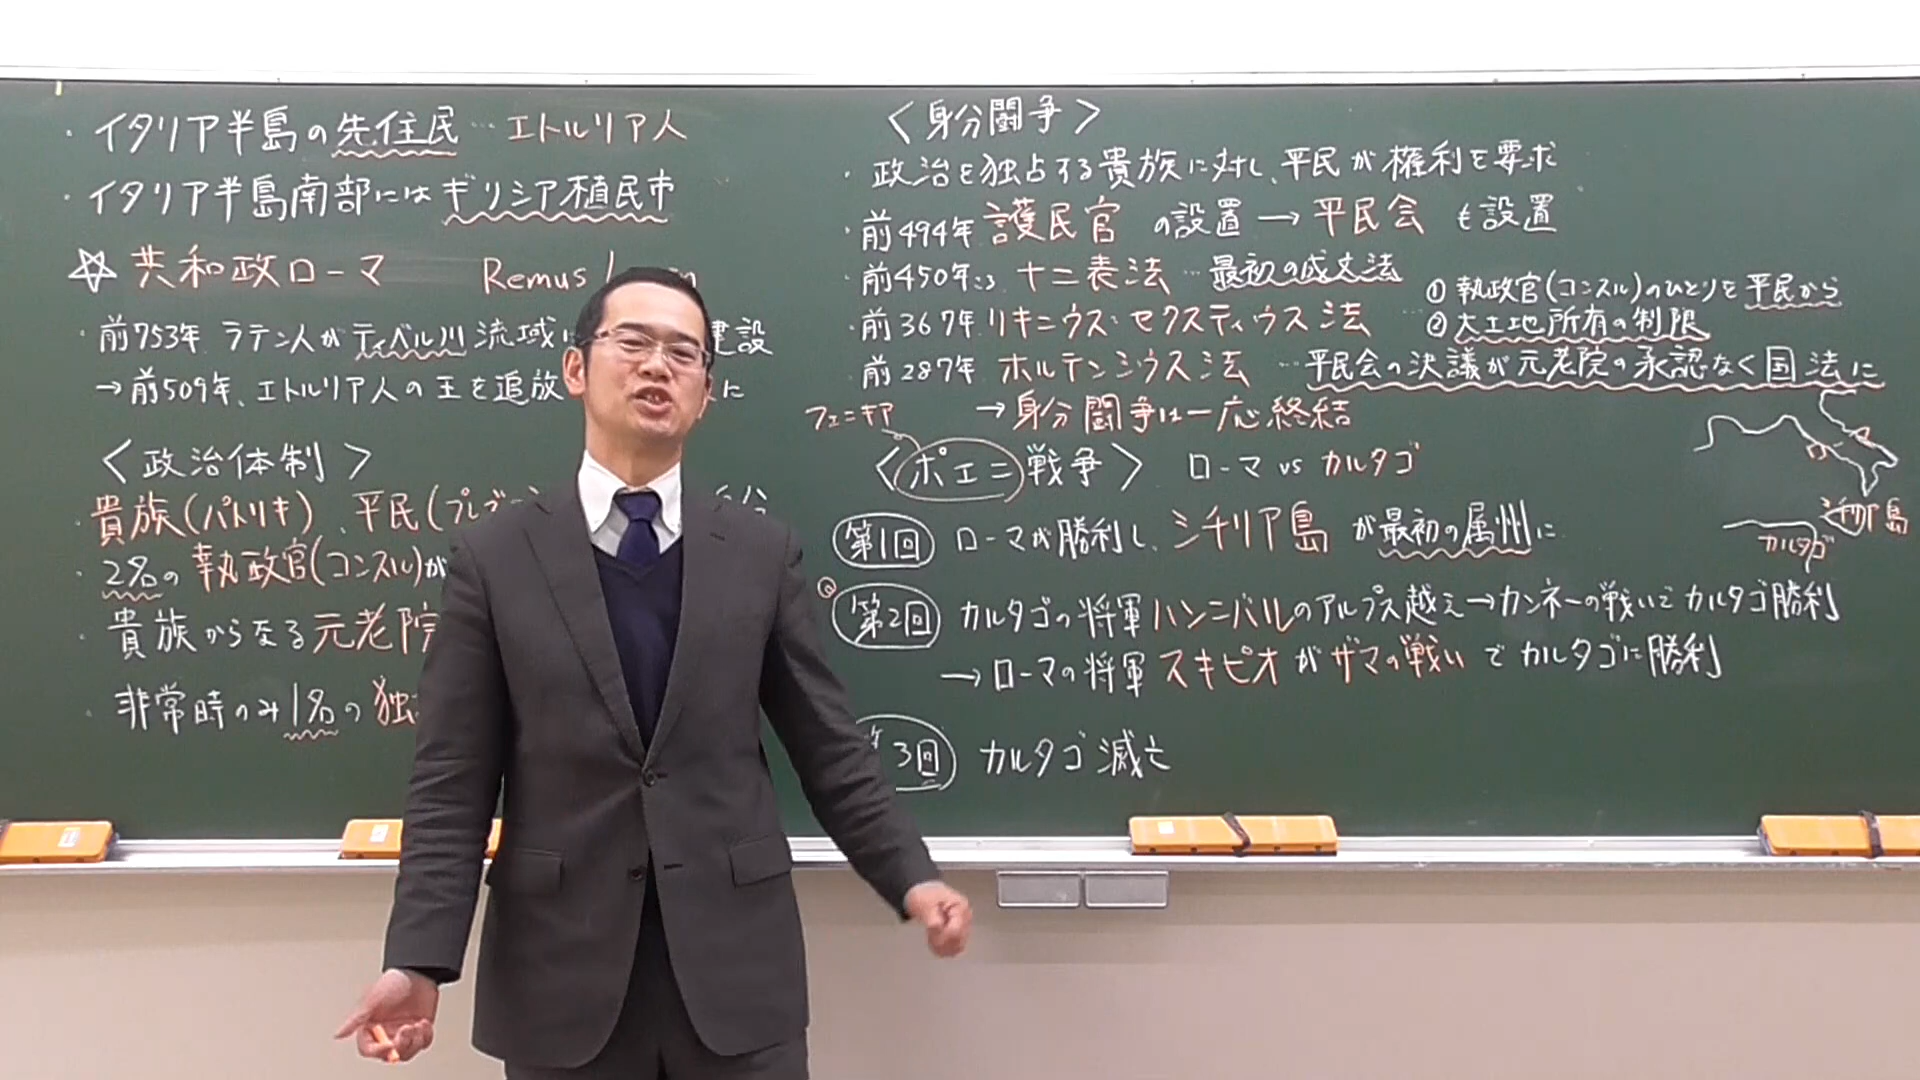 ・イタリア半島の先住民…エトルリア人
・イタリア半島南部にはギリシア植民市
☆共和政ローマ Remus
・前753年 ラテン人がティベル川流域に 建設
→前509年、エトルリア人の王を追放 に
〈政治体制〉
・貴族(パトリキ)、平民(プレブ
・2名の執政官(コンスル)が
・貴族からなる元老院
・非常時のみ1名の独
〈身分闘争〉
・政治を独占する貴族に対し、平民が権利を要求
・前494年 護民官の設置→平民会も設置
・前450年ころ 十二表法…最初の成文法
・前367年 リキニウス・セクスティウス法…
①執政官(コンスル)のひとりを平民から
②大土地所有の制限
・前287年 ホルテンシウス法…平民会の決議が元老院の承認なく国法に
→身分闘争は一応終結
フェニキア
〈ポエニ戦争〉 ローマvsカルタゴ
第1回 ローマが勝利し、シチリア島が最初の属州に
第2回 カルタゴの将軍ハンニバルのアルプス越え→カンネーの戦いでカルタゴ勝利
→ローマの将軍スキピオがザマの戦いでカルタゴに勝利
3回 カルタゴ滅亡
シチリア島
カルタゴ